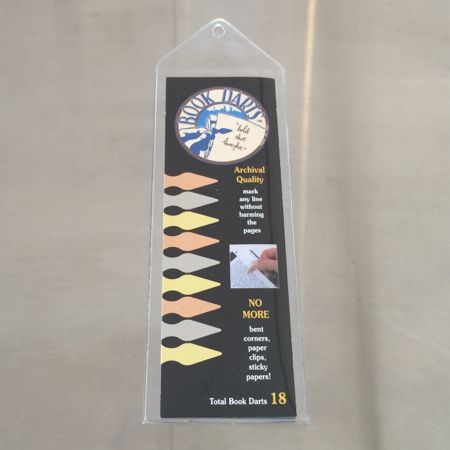 BOOK DARTS
"hold
that
thought"
Archival
Quality
mark
any line
without
harming
the
pages
NO
MORE
bent
corners,
paper
clips,
sticky
papers!
Total Book Darts 18